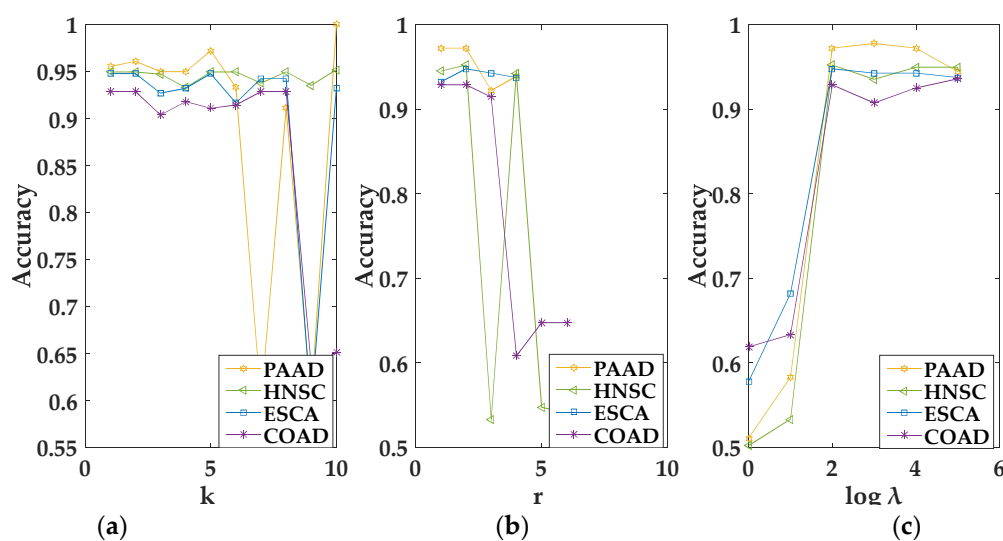 1
0.95
0.9
0.85
0.8
0.75
0.7
0.65
0.6
0.55
0
5
10
Accuracy
k
PAAD
HNSC
ESCA
COAD
(a)
1
0.9
0.8
0.7
0.6
0.5
0
5
10
Accuracy
r
PAAD
HNSC
ESCA
COAD
(b)
1
0.9
0.8
0.7
0.6
0.5
0
2
4
6
Accuracy
log λ
PAAD
HNSC
ESCA
COAD
(c)